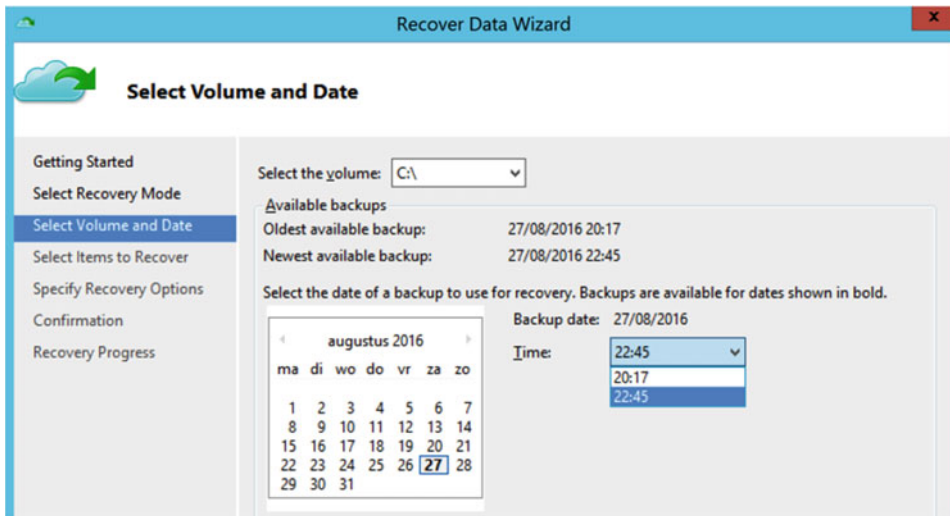 Recover Data Wizard
x
Select Volume and Date
Getting Started
Select Recovery Mode
Select Volume and Date
Select Items to Recover
Specify Recovery Options
Confirmation
Recovery Progress
Select the volume: C:\
Available backups
Oldest available backup: 27/08/2016 20:17
Newest available backup: 27/08/2016 22:45
Select the date of a backup to use for recovery. Backups are available for dates shown in bold.
augustus 2016
ma di wo do vr za zo
1 2 3 4 5 6 7
8 9 10 11 12 13 14
15 16 17 18 19 20 21
22 23 24 25 26 27 28
29 30 31
Backup date: 27/08/2016
Time: 22:45
20:17
22:45